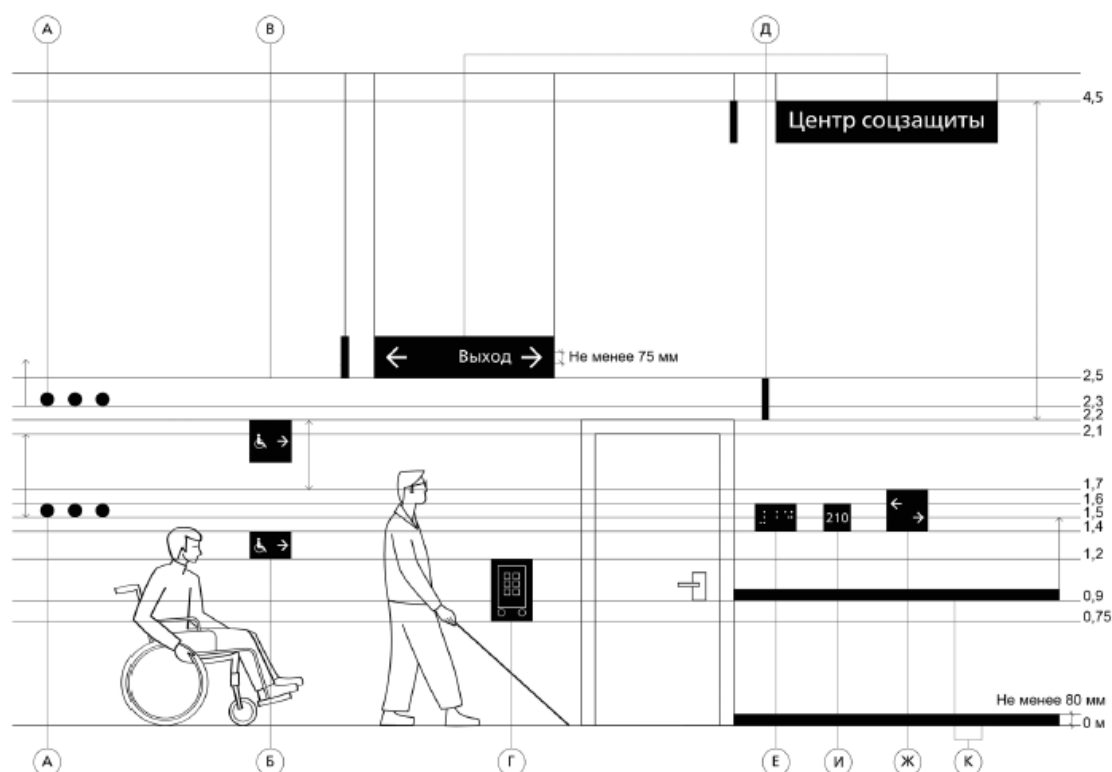 А В Д
4,5
Центр соцзащиты
← Выход →
Не менее 75 мм
2,5
2,3
2,2
2,1
1,7
1,6
1,5
210
1,4
1,2
0,9
0,75
Не менее 80 мм
0 м
А Б Г Е И Ж К